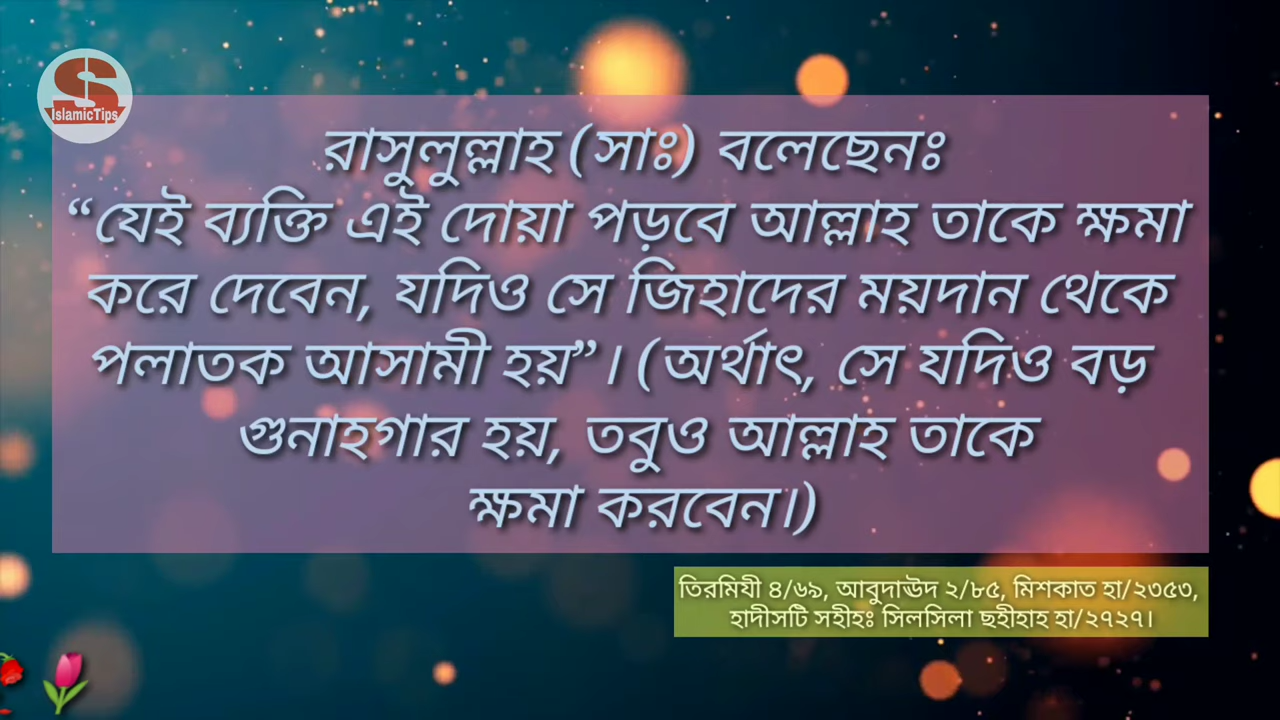 S
IslamicTips
রাসুলুল্লাহ (সাঃ) বলেছেনঃ
“যেই ব্যক্তি এই দোয়া পড়বে আল্লাহ তাকে ক্ষমা
করে দেবেন, যদিও সে জিহাদের ময়দান থেকে
পলাতক আসামী হয়”। (অর্থাৎ, সে যদিও বড়
গুনাহগার হয়, তবুও আল্লাহ তাকে
ক্ষমা করবেন।)
তিরমিযী ৪/৬৯, আবুদাঊদ ২/৮৫, মিশকাত হা/২৩৫৩,
হাদীসটি সহীহঃ সিলসিলা ছহীহাহ হা/২৭২৭।